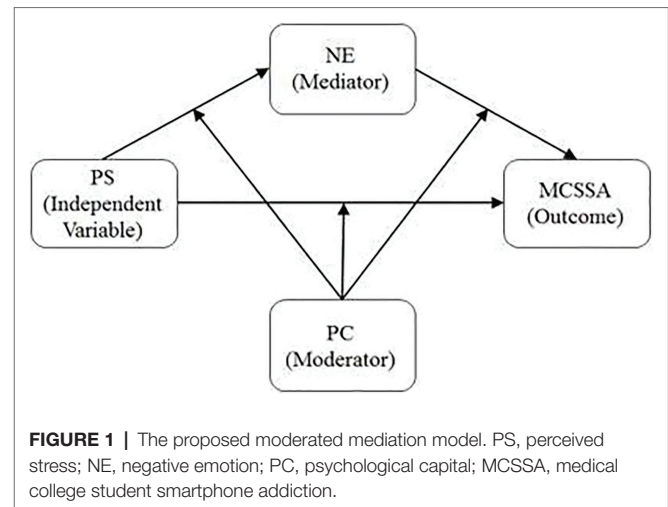 NE
(Mediator)
PS
(Independent
Variable)
MCSSA
(Outcome)
PC
(Moderator)
FIGURE 1 | The proposed moderated mediation model. PS, perceived
stress; NE, negative emotion; PC, psychological capital; MCSSA, medical
college student smartphone addiction.